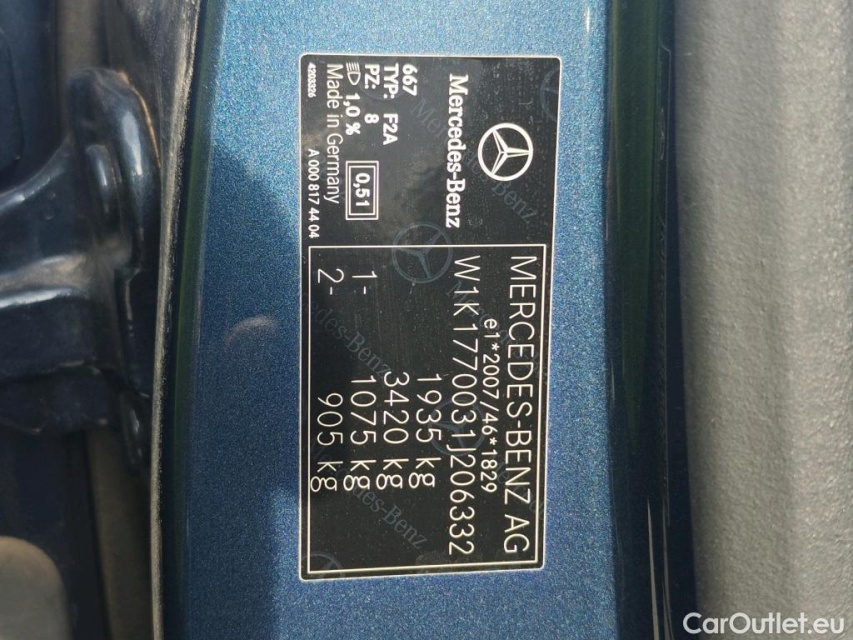 Mercedes-Benz
667
TYP: F2A
PZ: 8
1,0 %
0,51
Made in Germany
4203326
A 000 817 44 04
MERCEDES-BENZ AG
e1*2007/46*1829
W1K1770031J206332
1935 kg
3420 kg
1- 1075 kg
2- 905 kg
CarOutlet.eu